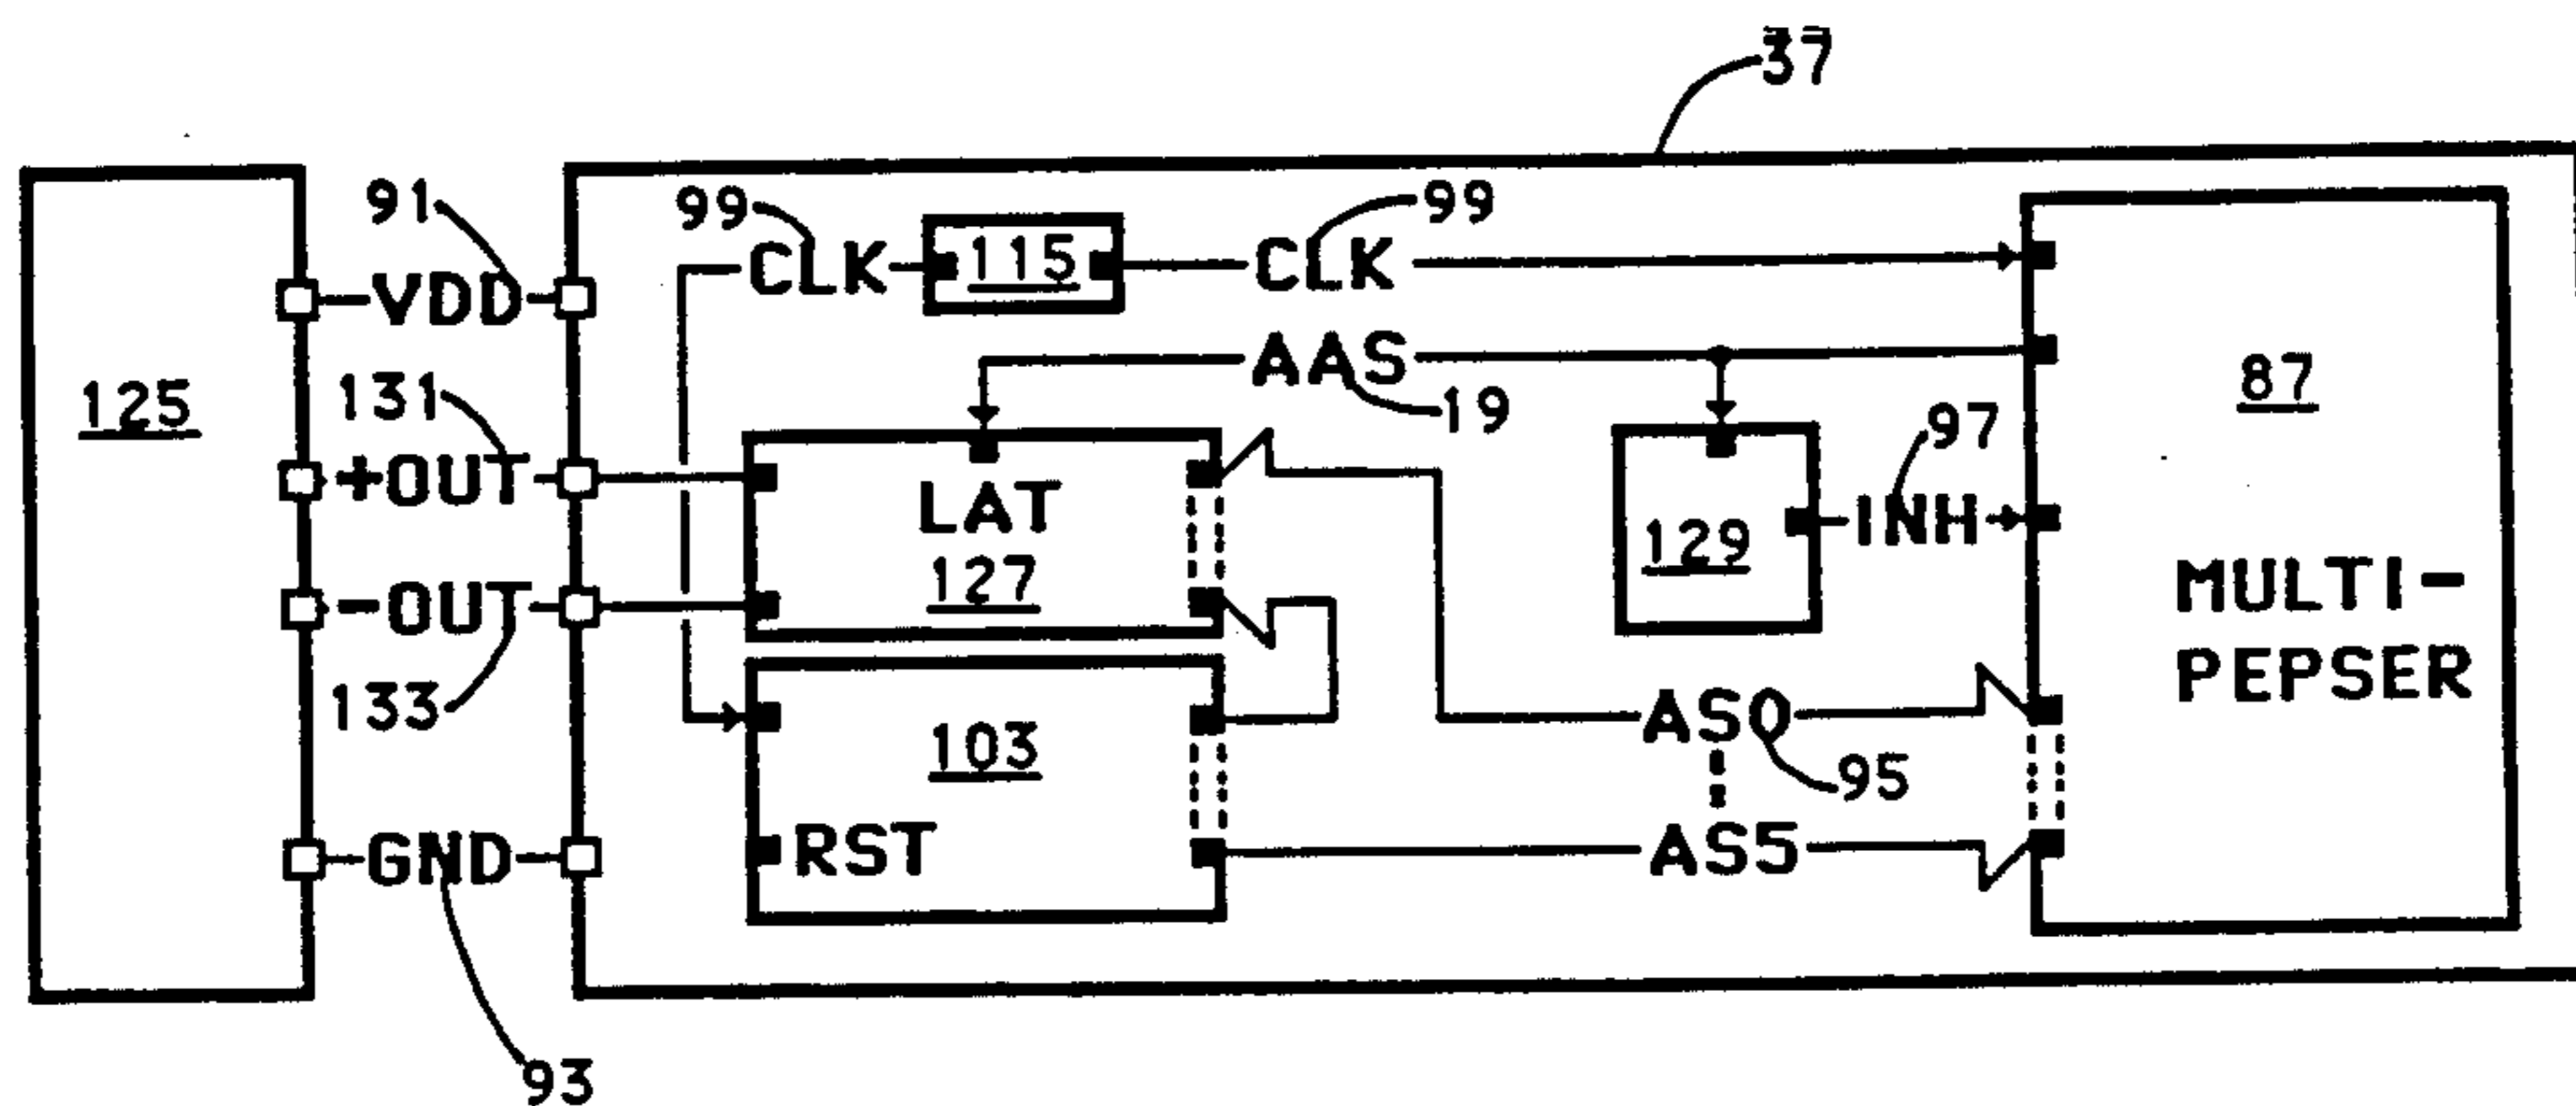 37
91
99
99
CLK
115
CLK
VDD
AAS
87
125
131
19
97
+OUT
LAT
INH
129
127
MULTI-
-OUT
PEPSER
133
AS0
103
95
RST
AS5
GND
93